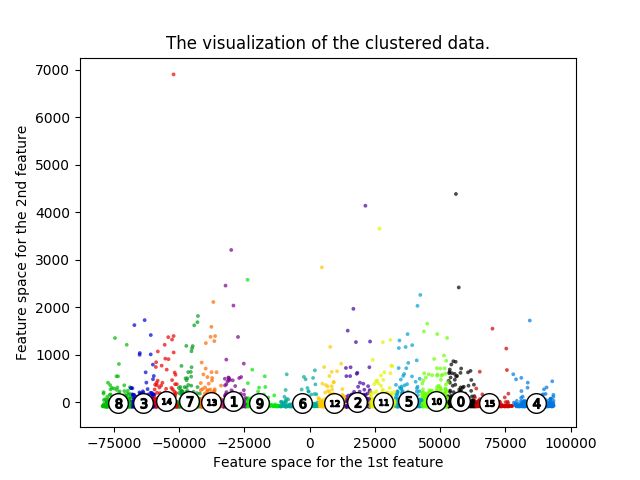 The visualization of the clustered data.
Feature space for the 2nd feature
7000
6000
5000
4000
3000
2000
1000
0
8 3 14 7 13 1 9 6 12 2 11 5 10 0 15 4
−75000 −50000 −25000 0 25000 50000 75000 100000
Feature space for the 1st feature